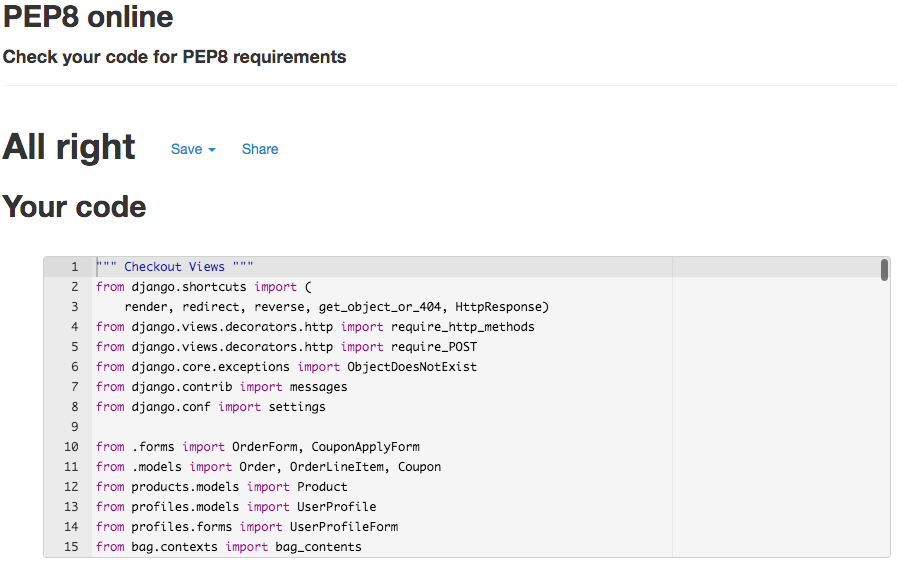 PEP8 online
Check your code for PEP8 requirements
All right Save Share
Your code
1 """ Checkout Views """
2 from django.shortcuts import (
3     render, redirect, reverse, get_object_or_404, HttpResponse)
4 from django.views.decorators.http import require_http_methods
5 from django.views.decorators.http import require_POST
6 from django.core.exceptions import ObjectDoesNotExist
7 from django.contrib import messages
8 from django.conf import settings
9
10 from .forms import OrderForm, CouponApplyForm
11 from .models import Order, OrderLineItem, Coupon
12 from products.models import Product
13 from profiles.models import UserProfile
14 from profiles.forms import UserProfileForm
15 from bag.contexts import bag_contents